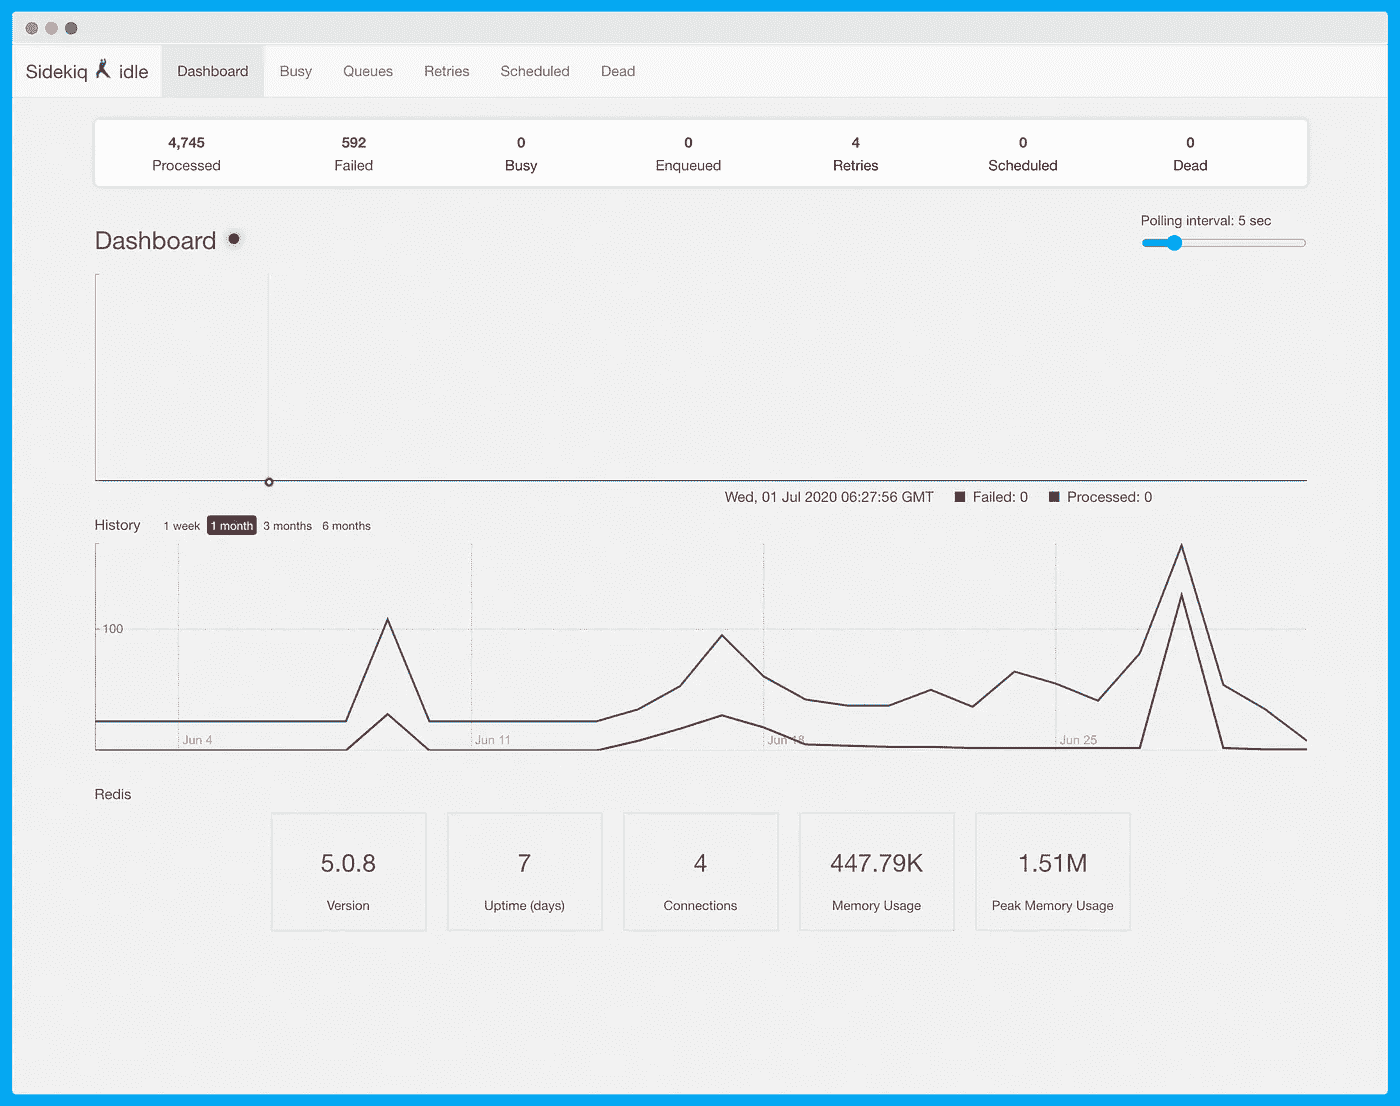 Sidekiq idle Dashboard Busy Queues Retries Scheduled Dead
4,745 592 0 0 4 0 0
Processed Failed Busy Enqueued Retries Scheduled Dead
Polling interval: 5 sec
Dashboard
Wed, 01 Jul 2020 06:27:56 GMT Failed: 0 Processed: 0
History 1 week 1 month 3 months 6 months
100
Jun 4 Jun 11 Jun 18 Jun 25
Redis
5.0.8 7 4 447.79K 1.51M
Version Uptime (days) Connections Memory Usage Peak Memory Usage